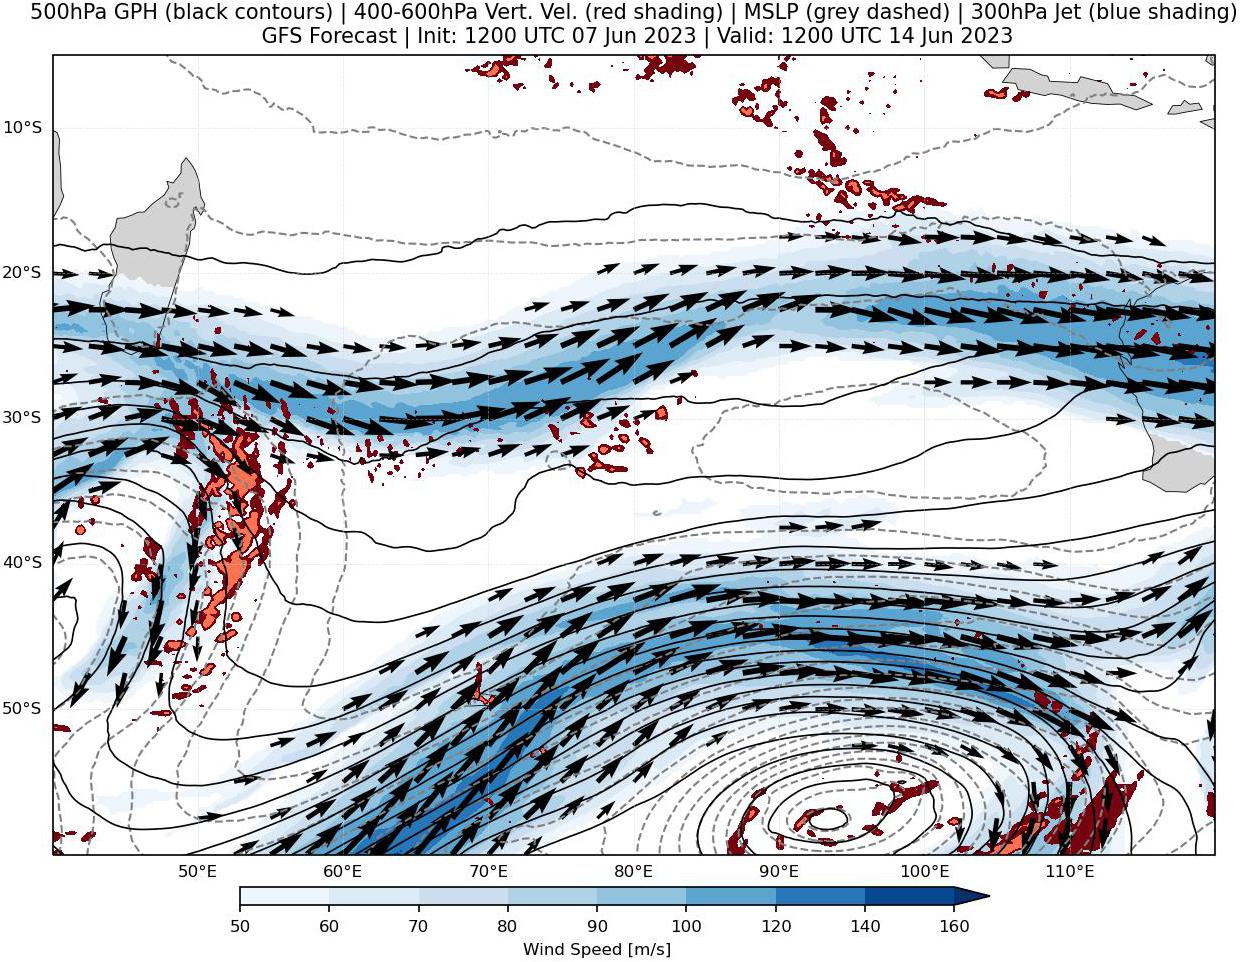 500hPa GPH (black contours) | 400-600hPa Vert. Vel. (red shading) | MSLP (grey dashed) | 300hPa Jet (blue shading)
GFS Forecast | Init: 1200 UTC 07 Jun 2023 | Valid: 1200 UTC 14 Jun 2023
10°S
20°S
30°S
40°S
50°S
50°E 60°E 70°E 80°E 90°E 100°E 110°E
50 60 70 80 90 100 120 140 160
Wind Speed [m/s]